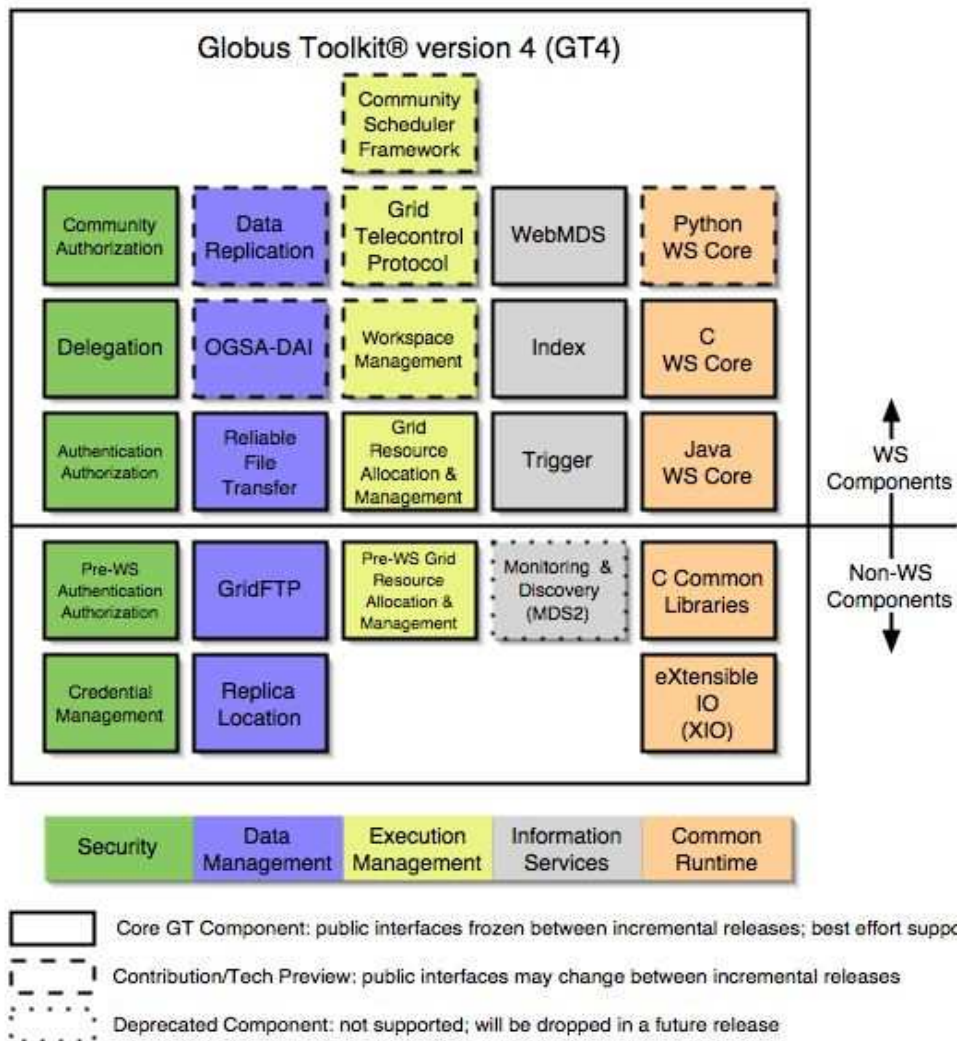 Globus Toolkit® version 4 (GT4)
Community
Scheduler
Framework
Community
Authorization
Data
Replication
Grid
Telecontrol
Protocol
WebMDS
Python
WS Core
Delegation
OGSA-DAI
Workspace
Management
Index
C
WS Core
Authentication
Authorization
Reliable
File
Transfer
Grid
Resource
Allocation &
Management
Trigger
Java
WS Core
WS
Components
Pre-WS
Authentication
Authorization
GridFTP
Pre-WS Grid
Resource
Allocation &
Management
Monitoring &
Discovery
(MDS2)
C Common
Libraries
Non-WS
Components
Credential
Management
Replica
Location
eXtensible
IO
(XIO)
Security
Data
Management
Execution
Management
Information
Services
Common
Runtime
Core GT Component: public interfaces frozen between incremental releases; best effort suppo
Contribution/Tech Preview: public interfaces may change between incremental releases
Deprecated Component: not supported; will be dropped in a future release